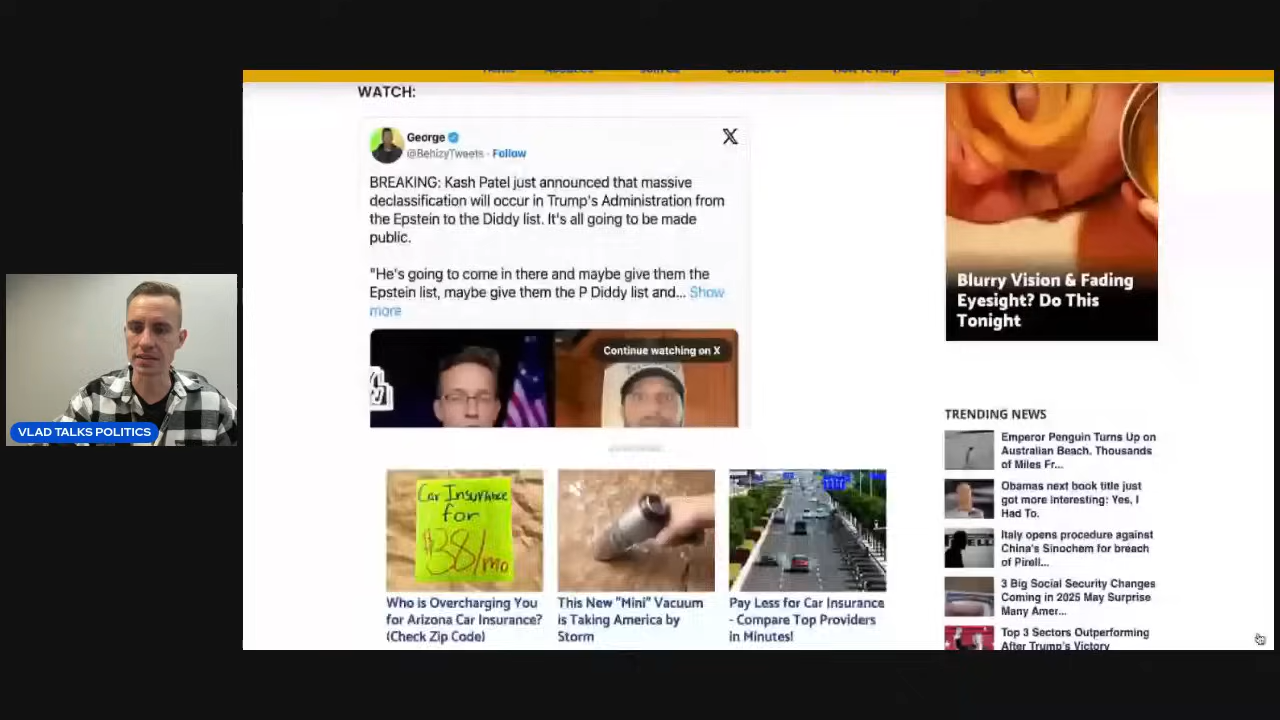 WATCH:
George
@BehizyTweets · Follow
BREAKING: Kash Patel just announced that massive
declassification will occur in Trump's Administration from
the Epstein to the Diddy list. It's all going to be made
public.
"He's going to come in there and maybe give them the
Epstein list, maybe give them the P Diddy list and... Show
more
Continue watching on X
Car Insurance
for
$38/mo
Who is Overcharging You
for Arizona Car Insurance?
(Check Zip Code)
This New "Mini" Vacuum
is Taking America by
Storm
Pay Less for Car Insurance
- Compare Top Providers
in Minutes!
Blurry Vision & Fading
Eyesight? Do This
Tonight
TRENDING NEWS
Emperor Penguin Turns Up on
Australian Beach, Thousands
of Miles Fr...
Obamas next book title just
got more interesting: Yes, I
Had To.
Italy opens procedure against
China's Sinochem for breach
of Pirelli...
3 Big Social Security Changes
Coming in 2025 May Surprise
Many Amer...
Top 3 Sectors Outperforming
After Trump's Victory
VLAD TALKS POLITICS